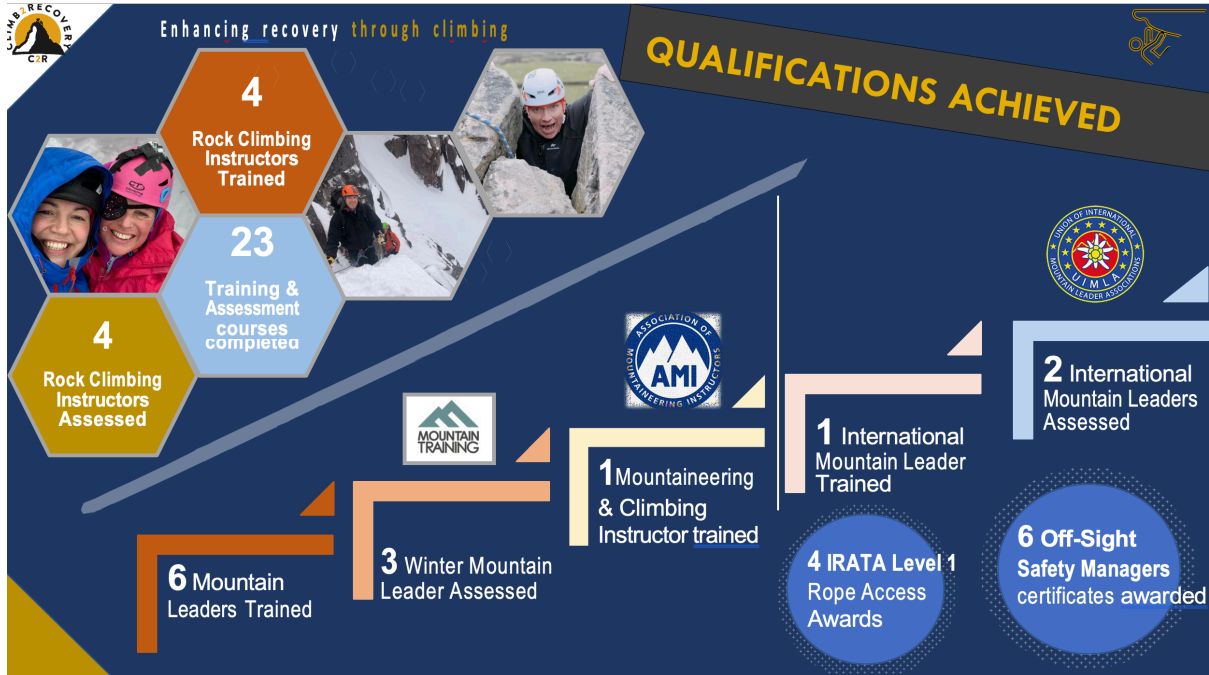 CLIMB2RECOVERY
C2R
Enhancing recovery through climbing
QUALIFICATIONS ACHIEVED
4
Rock Climbing
Instructors
Trained
23
Training &
Assessment
courses
completed
4
Rock Climbing
Instructors
Assessed
MOUNTAIN
TRAINING
ASSOCIATION OF
AMI
MOUNTAINEERING INSTRUCTORS
UNION OF INTERNATIONAL
UIMLA
MOUNTAIN LEADER ASSOCIATIONS
6 Mountain
Leaders Trained
3 Winter Mountain
Leader Assessed
1Mountaineering
& Climbing
Instructor trained
1 International
Mountain Leader
Trained
2 International
Mountain Leaders
Assessed
4 IRATA Level 1
Rope Access
Awards
6 Off-Sight
Safety Managers
certificates awarded